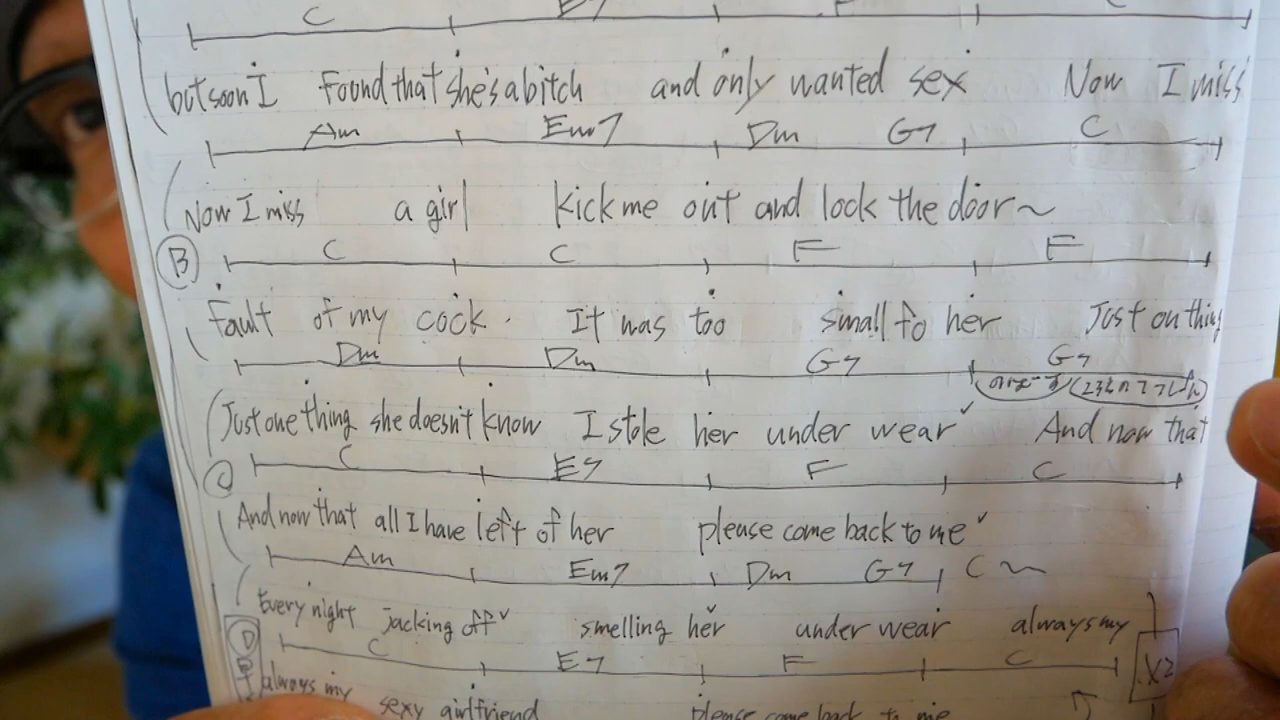 C E7 F C
but soon I found that she's a bitch and only wanted sex Now I miss
Am Em7 Dm G7 C
Now I miss a girl kick me out and lock the door~
B C C F F
fault of my cock. It was too small fo her Just on thing
Dm Dm G7 G7
Just one thing she doesn't know I stole her under wear And now that
C C E7 F C
And now that all I have left of her please come back to me
Am Em7 Dm G7 C~
Every night jacking off smelling her under wear always my
D C E7 F C X2
always my sexy girlfriend please come back to me